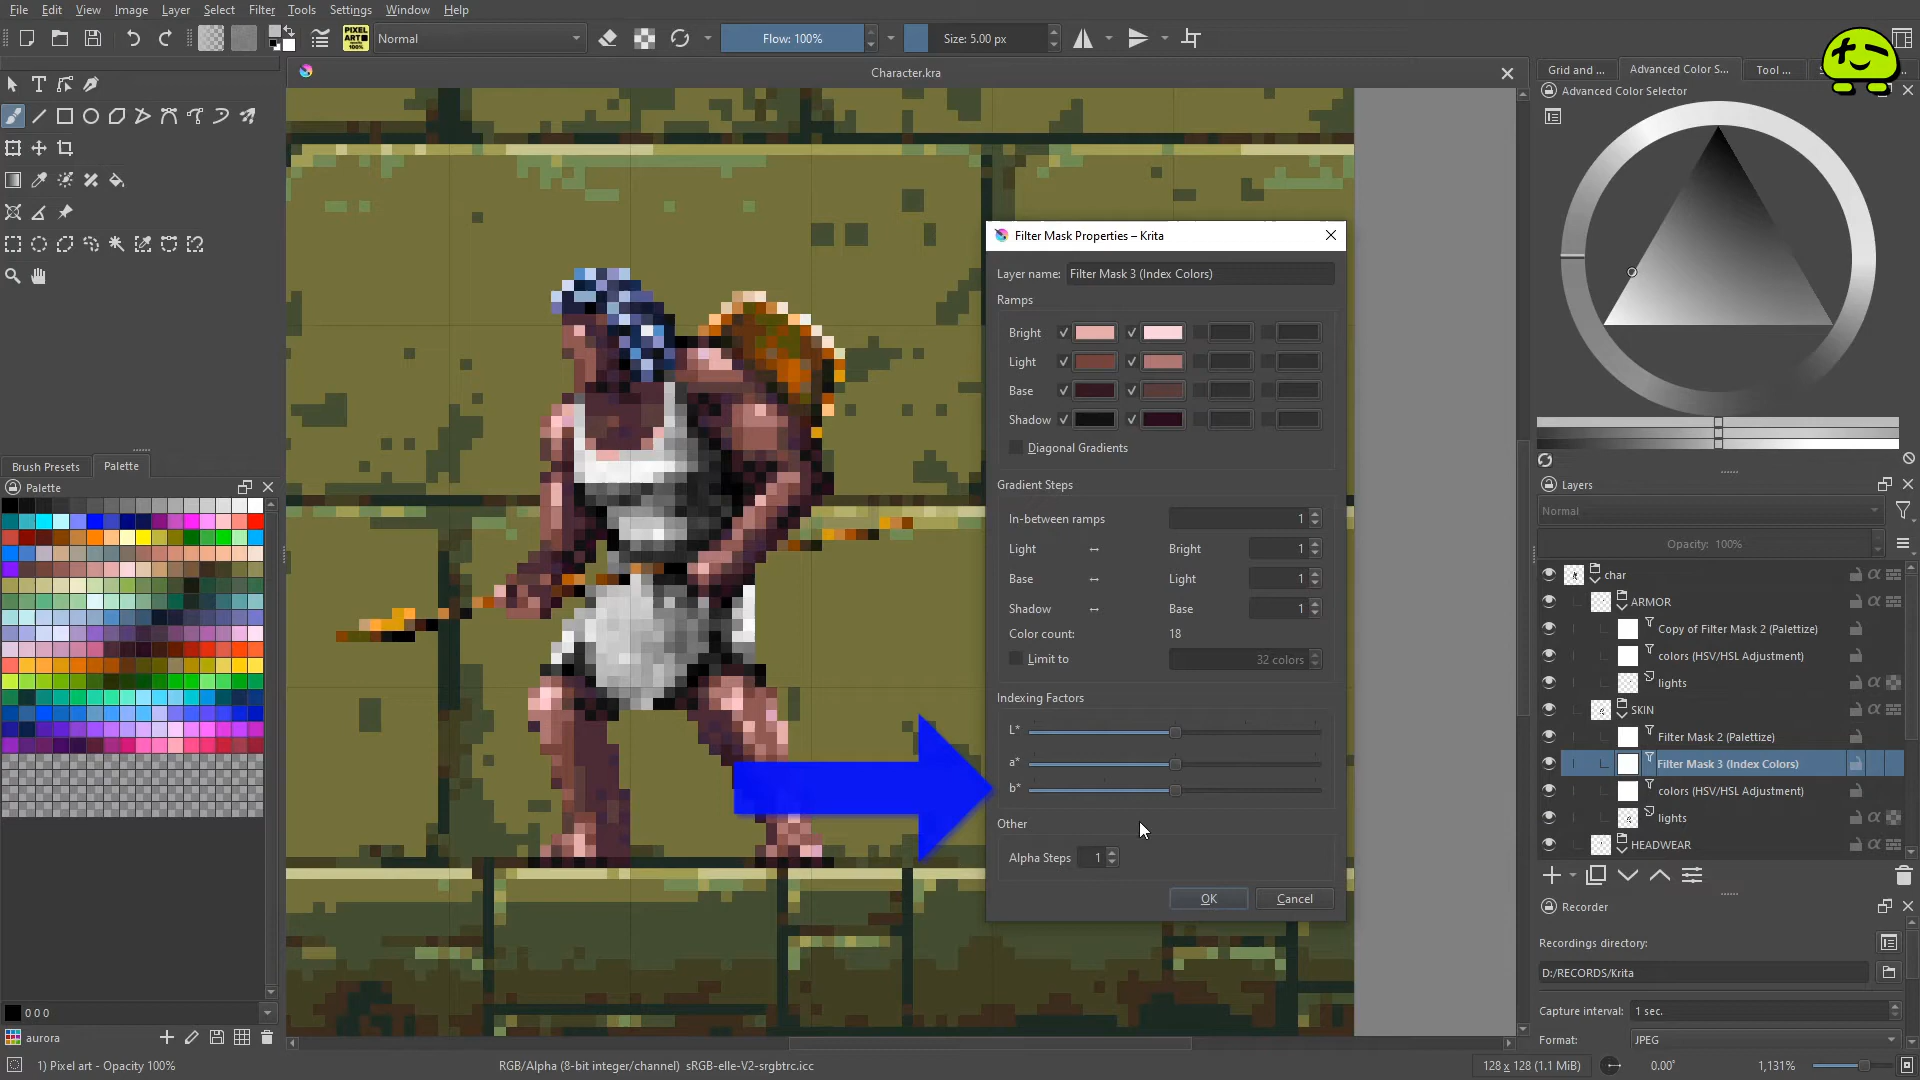 File Edit View Image Layer Select Filter Tools Settings Window Help
PIXEL ART 100%
Normal
Flow: 100%
Size: 5.00 px
Character.kra
Grid and ...
Advanced Color S...
Tool ...
Advanced Color Selector
Filter Mask Properties – Krita
Layer name: Filter Mask 3 (Index Colors)
Ramps
Bright
Light
Base
Shadow
Diagonal Gradients
Gradient Steps
In-between ramps 1
Light ↔ Bright 1
Base ↔ Light 1
Shadow ↔ Base 1
Color count: 18
Limit to 32 colors
Indexing Factors
L*
a*
b*
Other
Alpha Steps 1
OK Cancel
Brush Presets Palette
Palette
0 0 0
aurora
Layers
Normal
Opacity: 100%
char
ARMOR
Copy of Filter Mask 2 (Palettize)
colors (HSV/HSL Adjustment)
lights
SKIN
Filter Mask 2 (Palettize)
Filter Mask 3 (Index Colors)
colors (HSV/HSL Adjustment)
lights
HEADWEAR
Recorder
Recordings directory:
D:/RECORDS/Krita
Capture interval: 1 sec.
Format: JPEG
1) Pixel art - Opacity 100%
RGB/Alpha (8-bit integer/channel) sRGB-elle-V2-srgbtrc.icc
128 x 128 (1.1 MiB)
0.00°
1,131%